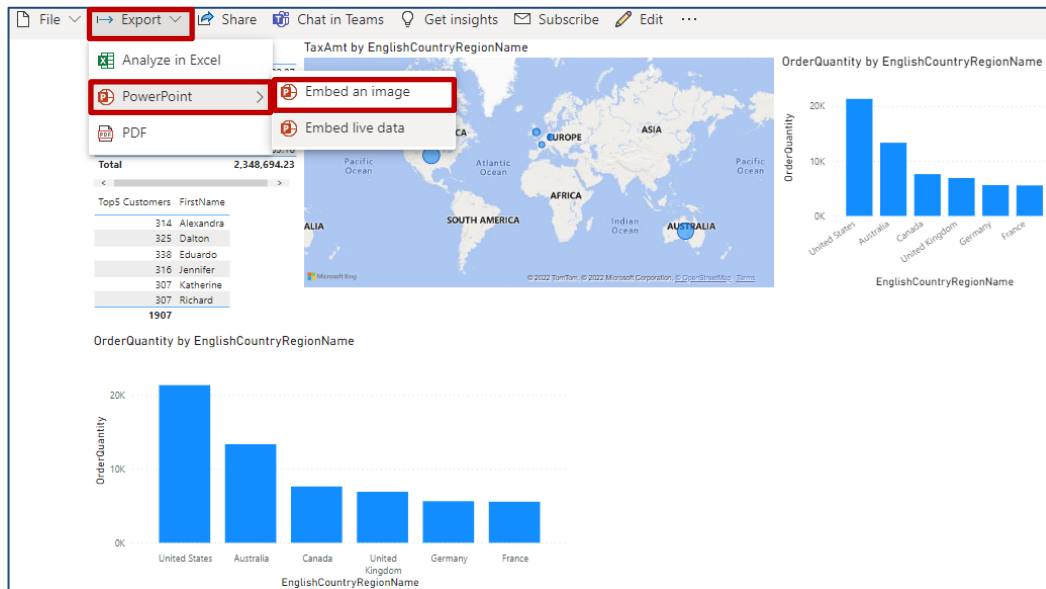 File Export Share Chat in Teams Get insights Subscribe Edit ...
Analyze in Excel
PowerPoint
PDF
Embed an image
Embed live data
Total 2,348,694.23
Top5 Customers FirstName
314 Alexandra
325 Dalton
338 Eduardo
316 Jennifer
307 Katherine
307 Richard
1907
TaxAmt by EnglishCountryRegionName
EUROPE
ASIA
Pacific
Ocean
Atlantic
Ocean
Pacific
Ocean
AFRICA
SOUTH AMERICA
Indian
Ocean
ALIA
AUSTRALIA
Microsoft Bing
© 2022 TomTom, © 2022 Microsoft Corporation, © OpenStreetMap Terms
OrderQuantity by EnglishCountryRegionName
OrderQuantity
20K
10K
0K
United States
Australia
Canada
United Kingdom
Germany
France
EnglishCountryRegionName
OrderQuantity by EnglishCountryRegionName
OrderQuantity
20K
10K
0K
United States Australia Canada United Germany France
Kingdom
EnglishCountryRegionName